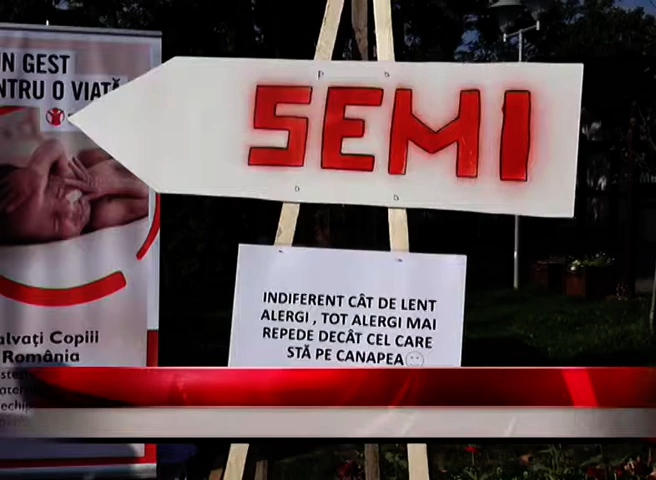 N GEST
NTRU O VIAȚĂ
SEMI
INDIFERENT CÂT DE LENT
ALERGI , TOT ALERGI MAI
REPEDE DECÂT CEL CARE
STĂ PE CANAPEA
alvați Copiii
România